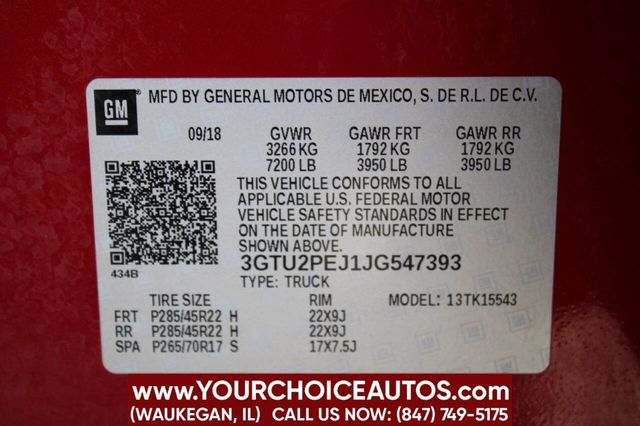 GM
MFD BY GENERAL MOTORS DE MEXICO, S. DE R.L. DE C.V.
09/18 GVWR GAWR FRT GAWR RR
3266 KG 1792 KG 1792 KG
7200 LB 3950 LB 3950 LB
THIS VEHICLE CONFORMS TO ALL
APPLICABLE U.S. FEDERAL MOTOR
VEHICLE SAFETY STANDARDS IN EFFECT
ON THE DATE OF MANUFACTURE
SHOWN ABOVE.
434B
3GTU2PEJ1JG547393
TYPE: TRUCK
TIRE SIZE RIM MODEL: 13TK15543
FRT P285/45R22 H 22X9J
RR P285/45R22 H 22X9J
SPA P265/70R17 S 17X7.5J
www.YOURCHOICEAUTOS.com
(WAUKEGAN, IL) CALL US NOW: (847) 749-5175